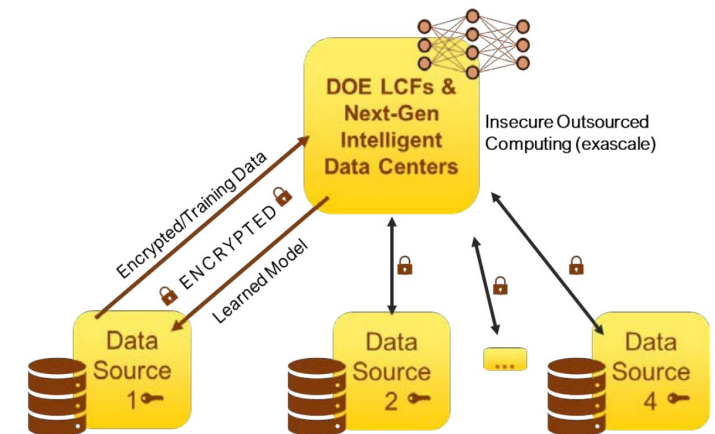 DOE LCFs &
Next-Gen
Intelligent
Data Centers
Insecure Outsourced
Computing (exascale)
Encrypted/Training Data
ENCRYPTED
Learned Model
Data
Source
1
Data
Source
2
...
Data
Source
4